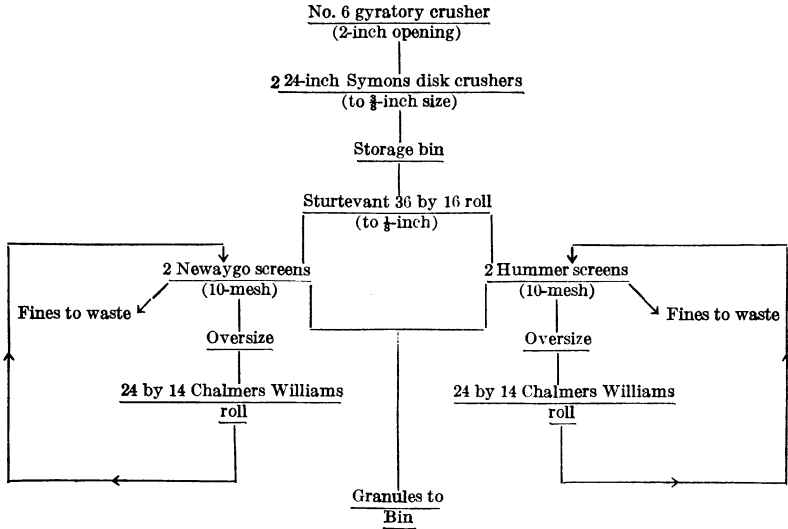 No. 6 gyratory crusher
(2-inch opening)
2 24-inch Symons disk crushers
(to ⅜-inch size)
Storage bin
Sturtevant 36 by 16 roll
(to ⅛-inch)
2 Newaygo screens
(10-mesh)
2 Hummer screens
(10-mesh)
Fines to waste
Fines to waste
Oversize
Oversize
24 by 14 Chalmers Williams
roll
24 by 14 Chalmers Williams
roll
Granules to
Bin